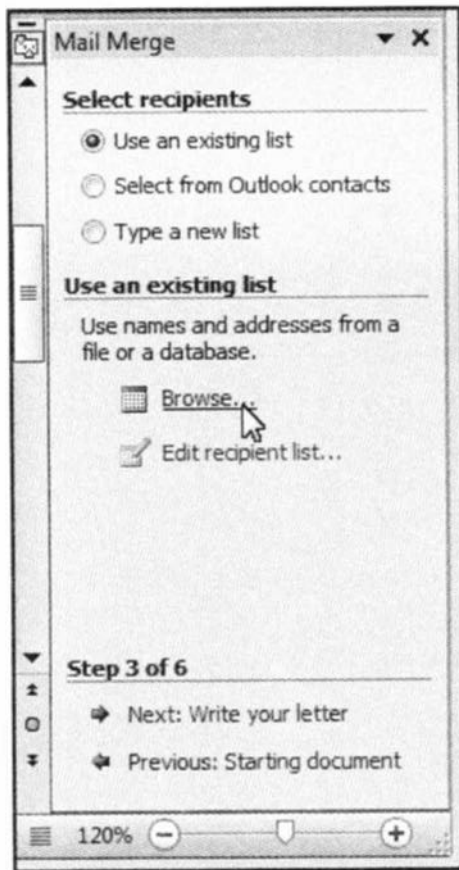 Mail Merge
Select recipients
Use an existing list
Select from Outlook contacts
Type a new list
Use an existing list
Use names and addresses from a
file or a database.
Browse...
Edit recipient list...
Step 3 of 6
Next: Write your letter
Previous: Starting document
120%